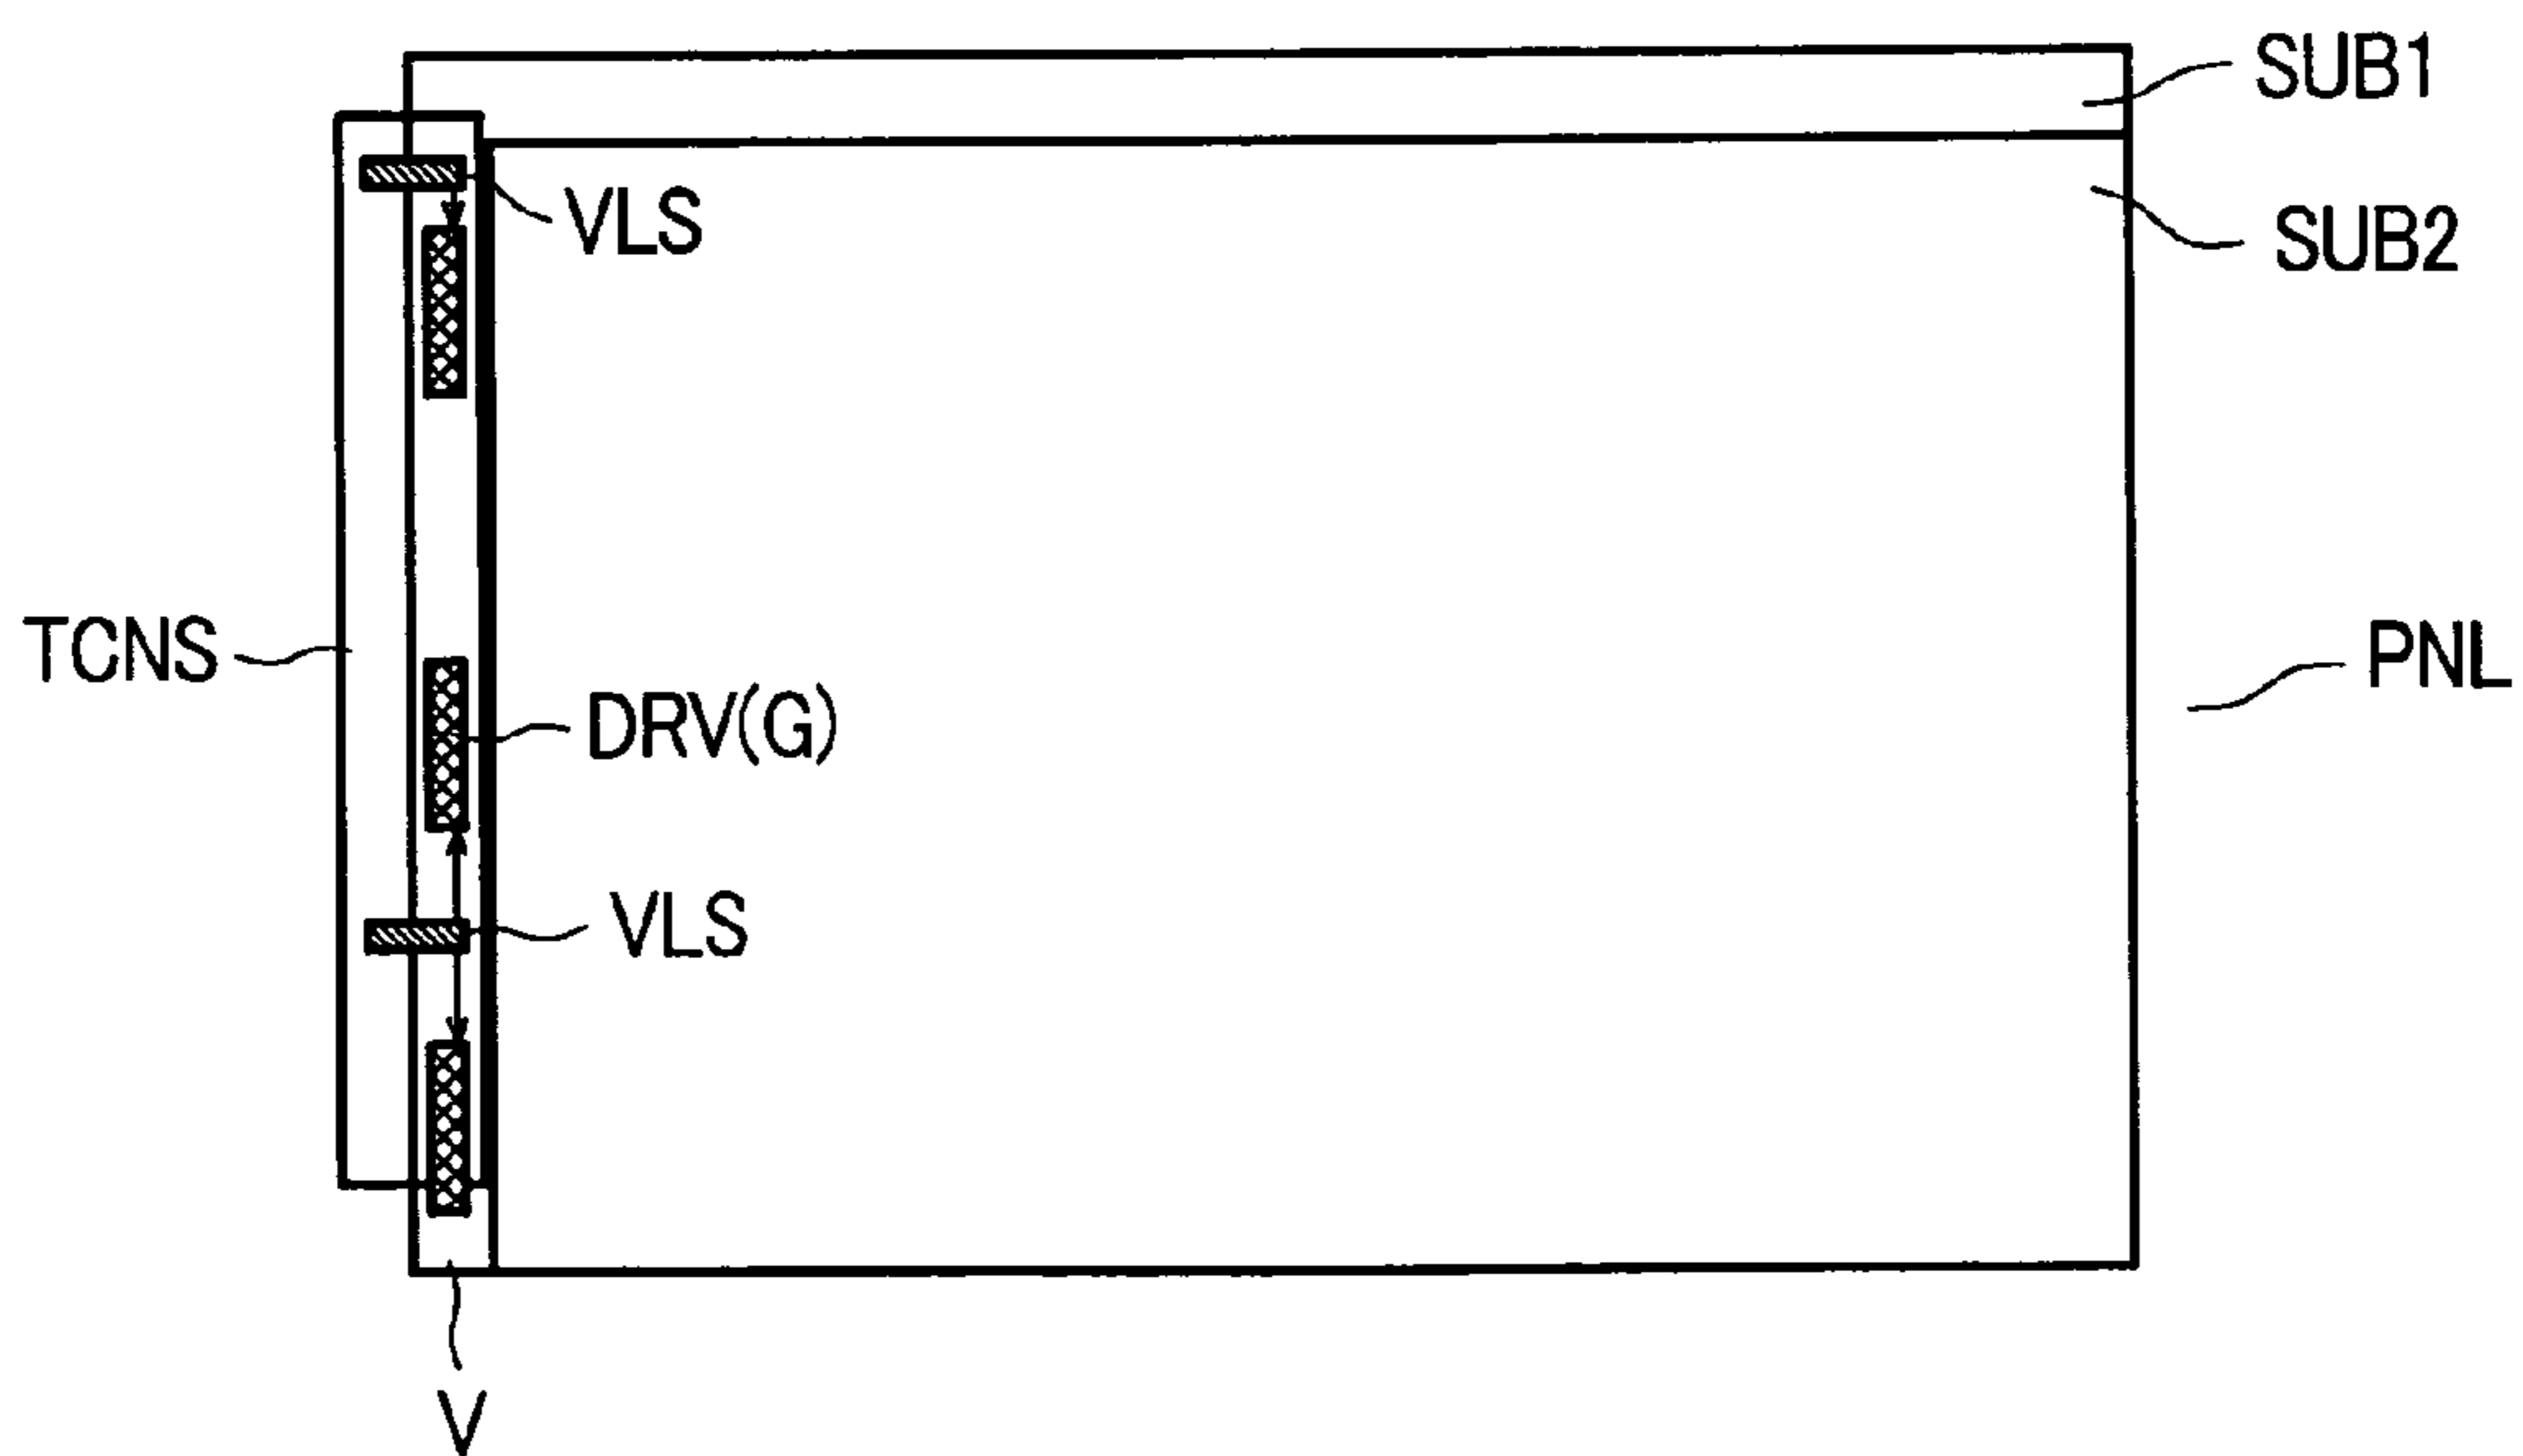 SUB1
VLS
SUB2
TCNS
PNL
DRV(G)
VLS
V